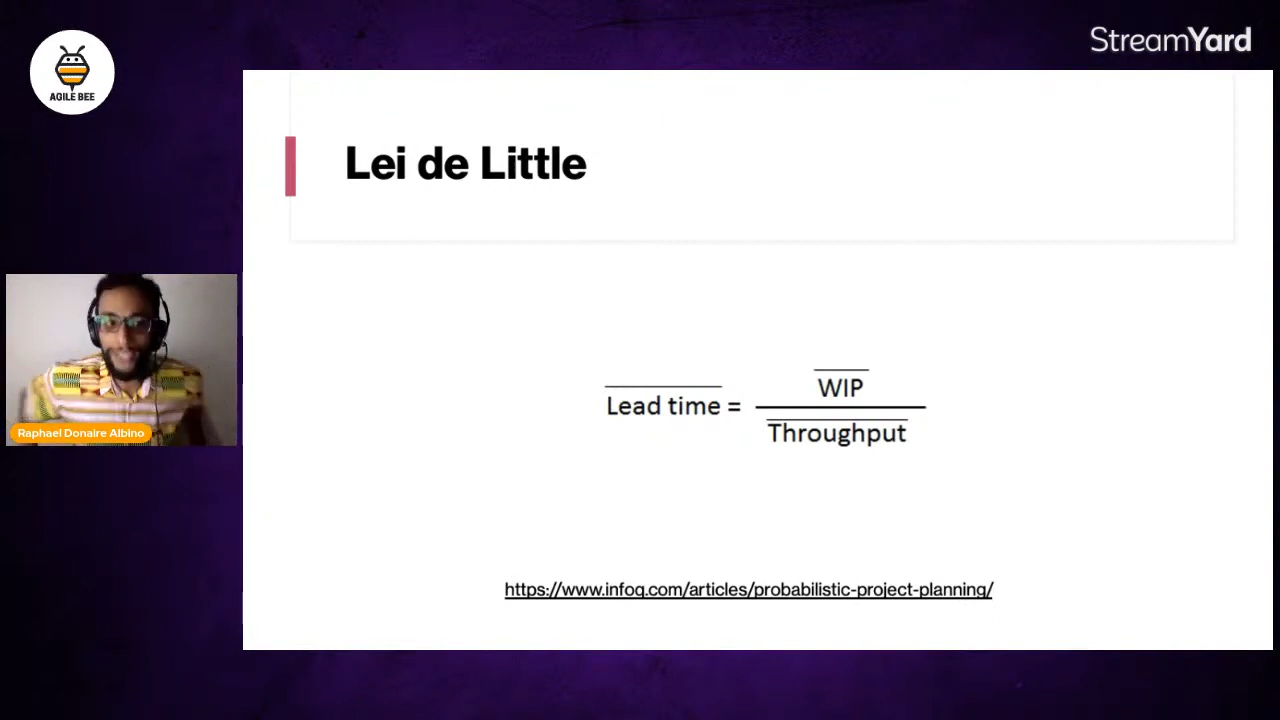 AGILE BEE
StreamYard
Lei de Little
Lead time =
WIP
Throughput
https://www.infoq.com/articles/probabilistic-project-planning/
Raphael Donaire Albino